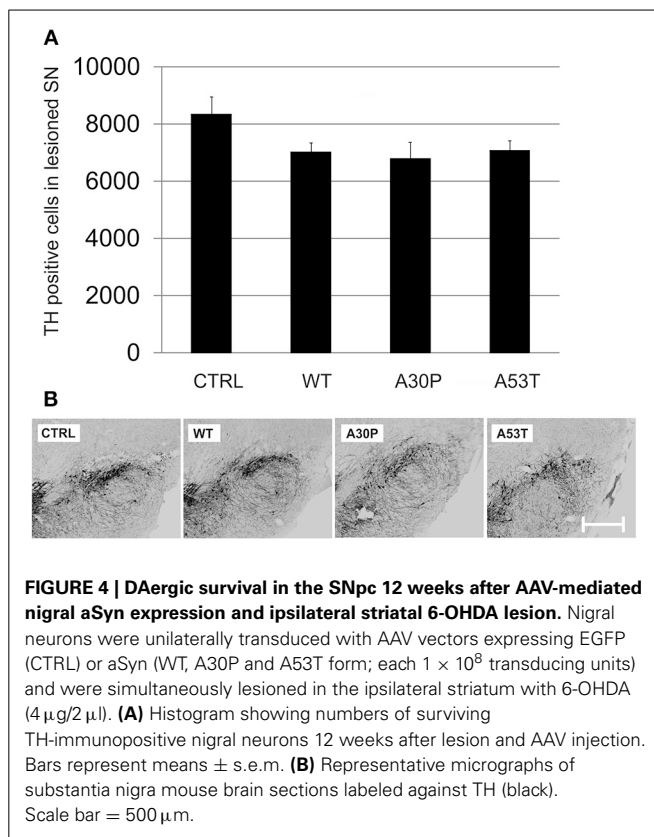 A
TH positive cells in lesioned SN
10000
8000
6000
4000
2000
0
CTRL WT A30P A53T
B
CTRL WT A30P A53T
FIGURE 4 | DAergic survival in the SNpc 12 weeks after AAV-mediated
nigral aSyn expression and ipsilateral striatal 6-OHDA lesion. Nigral
neurons were unilaterally transduced with AAV vectors expressing EGFP
(CTRL) or aSyn (WT, A30P and A53T form; each 1 × 10⁸ transducing units)
and were simultaneously lesioned in the ipsilateral striatum with 6-OHDA
(4 μg/2 μl). (A) Histogram showing numbers of surviving
TH-immunopositive nigral neurons 12 weeks after lesion and AAV injection.
Bars represent means ± s.e.m. (B) Representative micrographs of
substantia nigra mouse brain sections labeled against TH (black).
Scale bar = 500 μm.